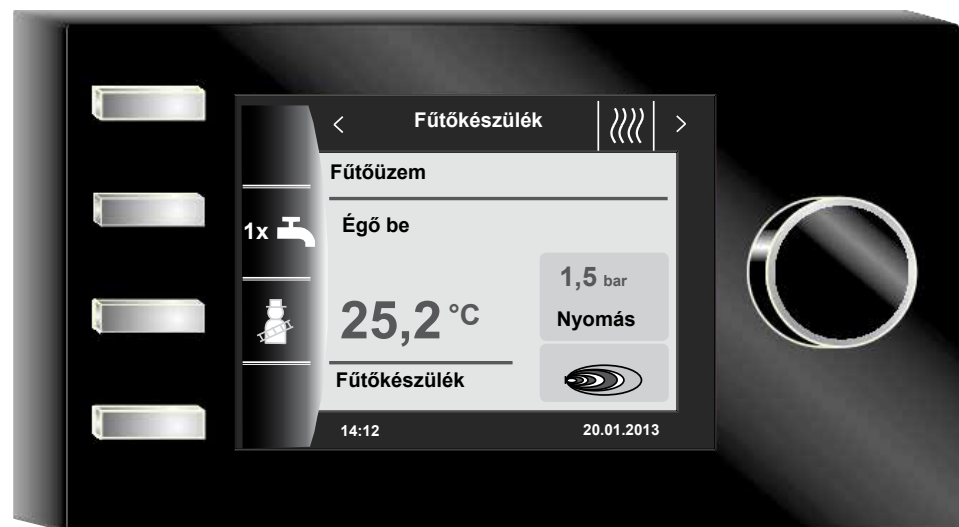 Fűtőkészülék
Fűtőüzem
1x
Égő be
1,5 bar
Nyomás
25,2 °C
Fűtőkészülék
14:12
20.01.2013